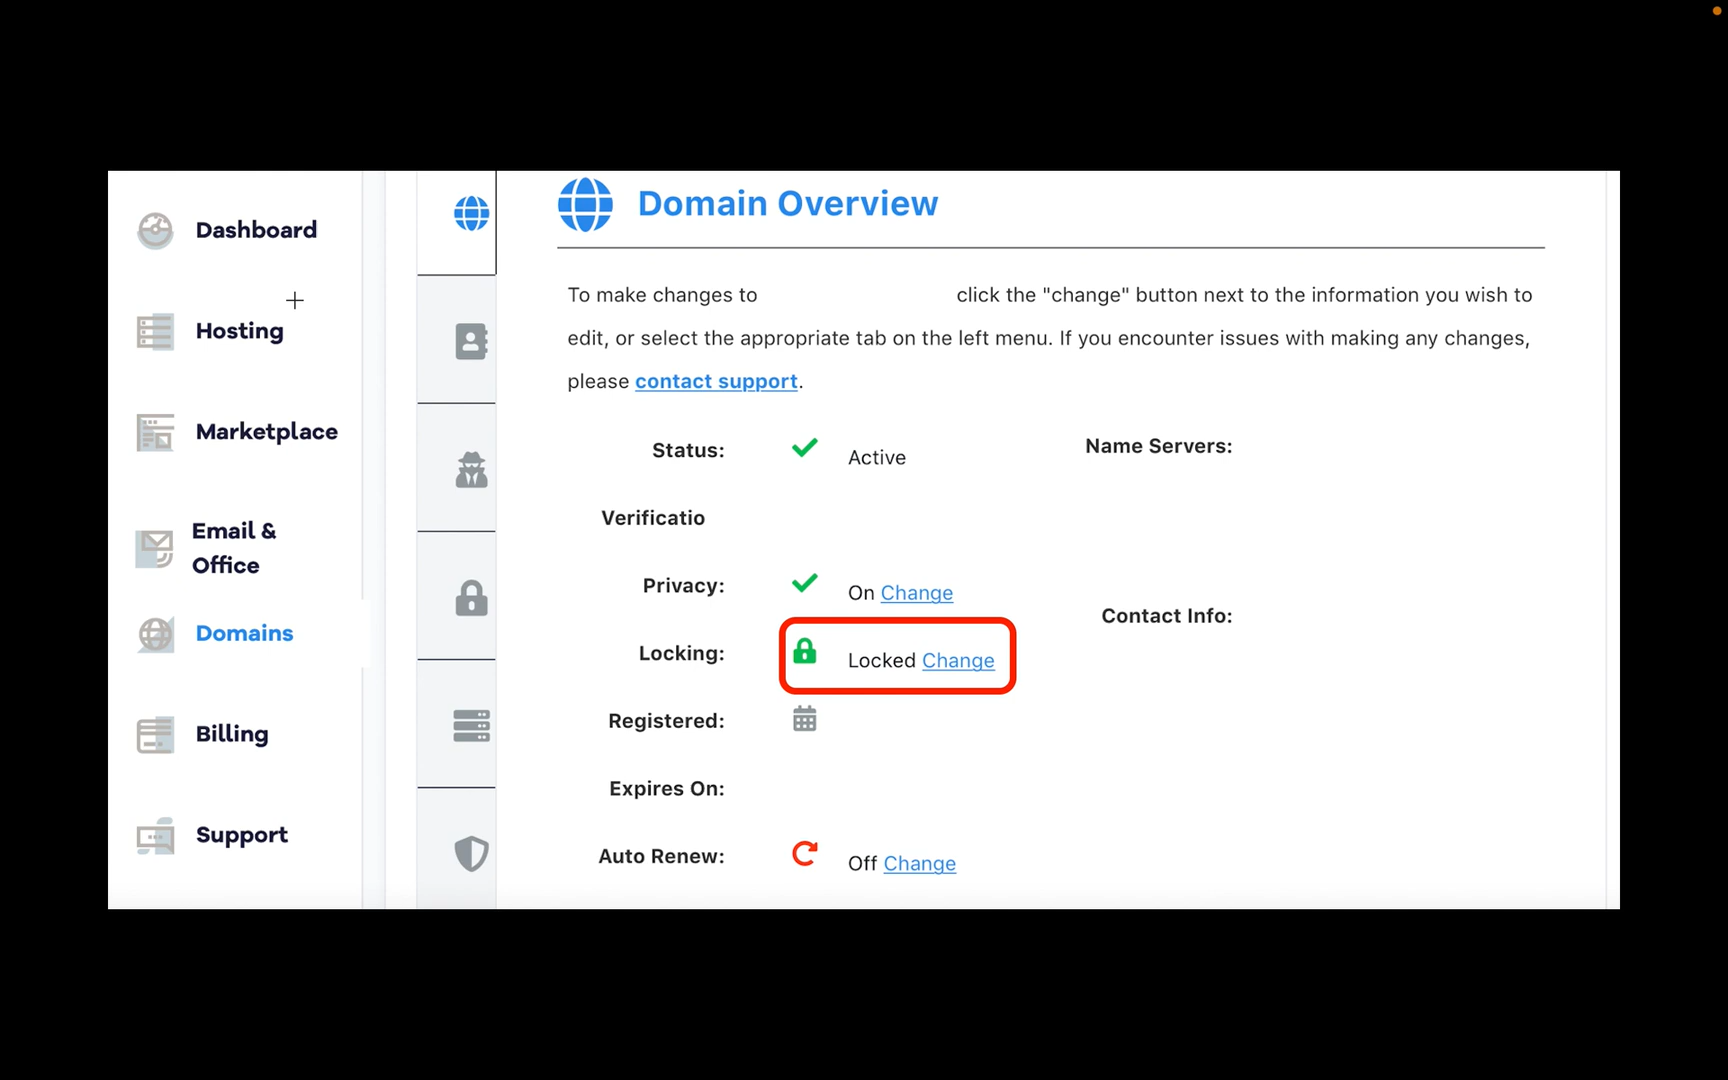 Dashboard
Hosting
Marketplace
Email &
Office
Domains
Billing
Support
Domain Overview
To make changes to click the "change" button next to the information you wish to
edit, or select the appropriate tab on the left menu. If you encounter issues with making any changes,
please contact support.
Status: Active
Verificatio
Privacy: On Change
Locking: Locked Change
Registered:
Expires On:
Auto Renew: Off Change
Name Servers:
Contact Info: